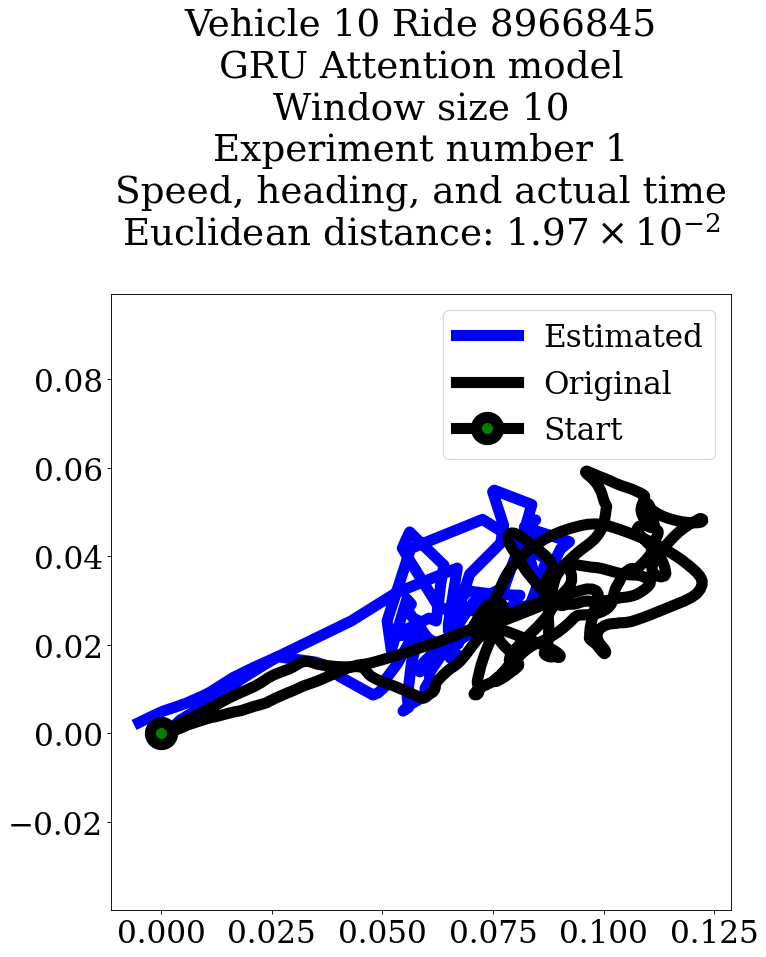 Vehicle 10 Ride 8966845
GRU Attention model
Window size 10
Experiment number 1
Speed, heading, and actual time
Euclidean distance: 1.97 × 10⁻²
Estimated
Original
Start
0.08
0.06
0.04
0.02
0.00
−0.02
0.000 0.025 0.050 0.075 0.100 0.125